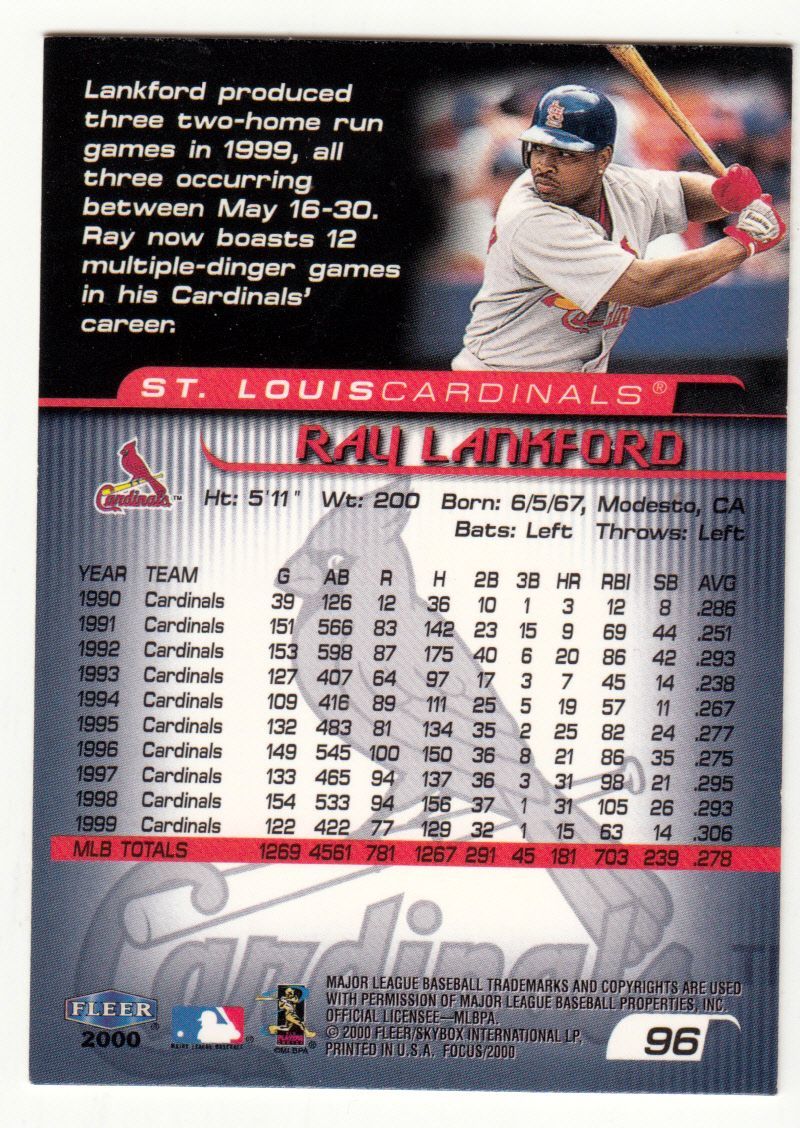 Lankford produced
three two-home run
games in 1999, all
three occurring
between May 16-30.
Ray now boasts 12
multiple-dinger games
in his Cardinals'
career.
ST. LOUIS CARDINALS®
RAY LANKFORD
Cardinals™
Ht: 5'11" Wt: 200 Born: 6/5/67, Modesto, CA
Bats: Left Throws: Left
YEAR TEAM G AB R H 2B 3B HR RBI SB AVG
1990 Cardinals 39 126 12 36 10 1 3 12 8 .286
1991 Cardinals 151 566 83 142 23 15 9 69 44 .251
1992 Cardinals 153 598 87 175 40 6 20 86 42 .293
1993 Cardinals 127 407 64 97 17 3 7 45 14 .238
1994 Cardinals 109 416 89 111 25 5 19 57 11 .267
1995 Cardinals 132 483 81 134 35 2 25 82 24 .277
1996 Cardinals 149 545 100 150 36 8 21 86 35 .275
1997 Cardinals 133 465 94 137 36 3 31 98 21 .295
1998 Cardinals 154 533 94 156 37 1 31 105 26 .293
1999 Cardinals 122 422 77 129 32 1 15 63 14 .306
MLB TOTALS 1269 4561 781 1267 291 45 181 703 239 .278
Cardinals T
MAJOR LEAGUE BASEBALL TRADEMARKS AND COPYRIGHTS ARE USED
WITH PERMISSION OF MAJOR LEAGUE BASEBALL PROPERTIES, INC.
OFFICIAL LICENSEE—MLBPA.
© 2000 FLEER/SKYBOX INTERNATIONAL LP,
PRINTED IN U.S.A. FOCUS/2000
FLEER®
2000
MAJOR LEAGUE BASEBALL®
©MLBPA®
96